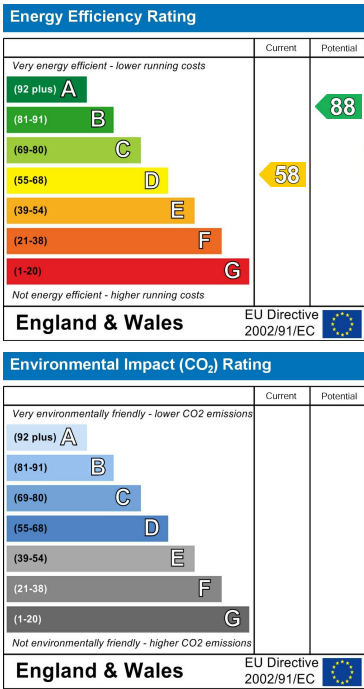 Energy Efficiency Rating
Current Potential
Very energy efficient - lower running costs
(92 plus) A
(81-91) B
(69-80) C
(55-68) D
(39-54) E
(21-38) F
(1-20) G
58
88
Not energy efficient - higher running costs
England & Wales
EU Directive
2002/91/EC
Environmental Impact (CO₂) Rating
Current Potential
Very environmentally friendly - lower CO2 emissions
(92 plus) A
(81-91) B
(69-80) C
(55-68) D
(39-54) E
(21-38) F
(1-20) G
Not environmentally friendly - higher CO2 emissions
England & Wales
EU Directive
2002/91/EC